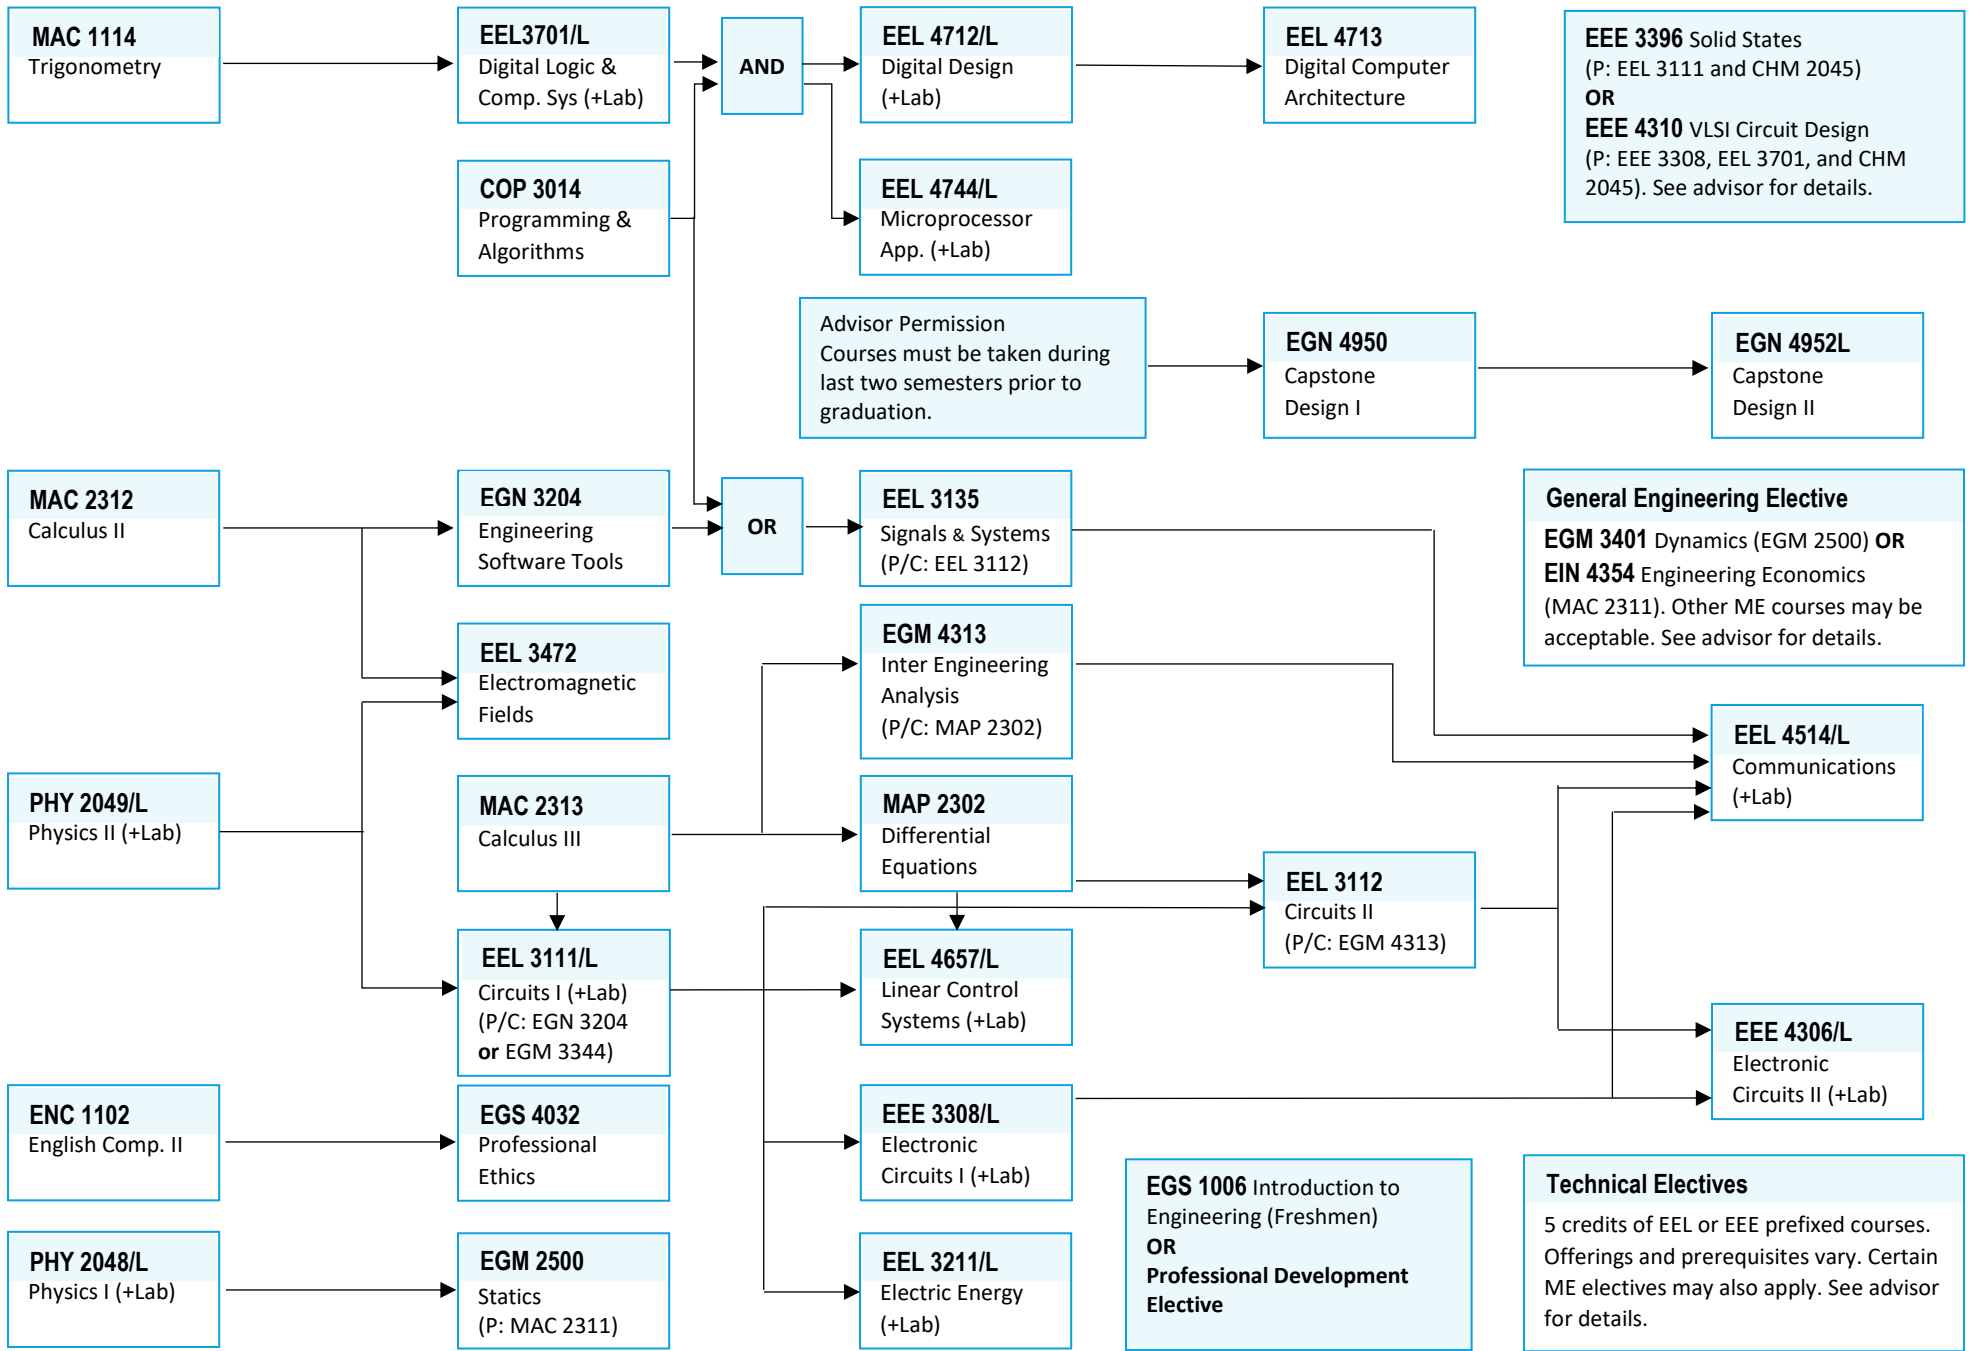 MAC 1114
Trigonometry
EEL3701/L
Digital Logic &
Comp. Sys (+Lab)
AND
EEL 4712/L
Digital Design
(+Lab)
EEL 4713
Digital Computer
Architecture
EEE 3396 Solid States
(P: EEL 3111 and CHM 2045)
OR
EEE 4310 VLSI Circuit Design
(P: EEE 3308, EEL 3701, and CHM
2045). See advisor for details.
COP 3014
Programming &
Algorithms
EEL 4744/L
Microprocessor
App. (+Lab)
Advisor Permission
Courses must be taken during
last two semesters prior to
graduation.
EGN 4950
Capstone
Design I
EGN 4952L
Capstone
Design II
MAC 2312
Calculus II
EGN 3204
Engineering
Software Tools
OR
EEL 3135
Signals & Systems
(P/C: EEL 3112)
General Engineering Elective
EGM 3401 Dynamics (EGM 2500) OR
EIN 4354 Engineering Economics
(MAC 2311). Other ME courses may be
acceptable. See advisor for details.
EEL 3472
Electromagnetic
Fields
EGM 4313
Inter Engineering
Analysis
(P/C: MAP 2302)
EEL 4514/L
Communications
(+Lab)
PHY 2049/L
Physics II (+Lab)
MAC 2313
Calculus III
MAP 2302
Differential
Equations
EEL 3112
Circuits II
(P/C: EGM 4313)
EEL 3111/L
Circuits I (+Lab)
(P/C: EGN 3204
or EGM 3344)
EEL 4657/L
Linear Control
Systems (+Lab)
EEE 4306/L
Electronic
Circuits II (+Lab)
ENC 1102
English Comp. II
EGS 4032
Professional
Ethics
EEE 3308/L
Electronic
Circuits I (+Lab)
EGS 1006 Introduction to
Engineering (Freshmen)
OR
Professional Development
Elective
Technical Electives
5 credits of EEL or EEE prefixed courses.
Offerings and prerequisites vary. Certain
ME electives may also apply. See advisor
for details.
PHY 2048/L
Physics I (+Lab)
EGM 2500
Statics
(P: MAC 2311)
EEL 3211/L
Electric Energy
(+Lab)